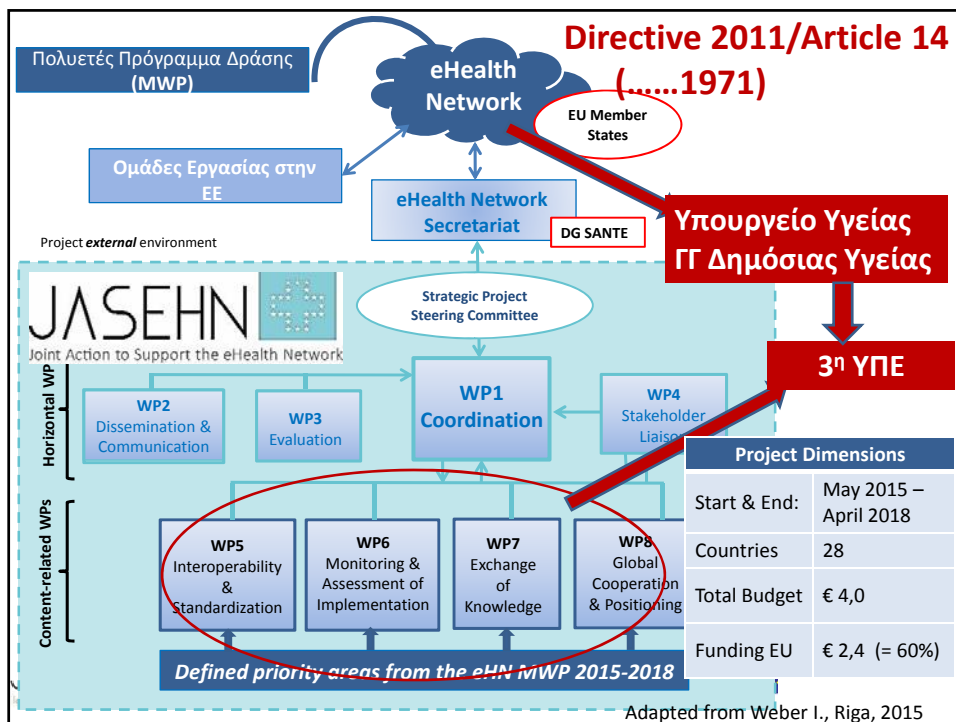 Directive 2011/Article 14
(……1971)
Πολυετές Πρόγραμμα Δράσης
(MWP)
eHealth
Network
EU Member
States
Ομάδες Εργασίας στην
ΕΕ
eHealth Network
Secretariat
DG SANTE
Υπουργείο Υγείας
ΓΓ Δημόσιας Υγείας
Project external environment
JASEHN
Joint Action to Support the eHealth Network
Strategic Project
Steering Committee
3η ΥΠΕ
Horizontal WP
WP2
Dissemination &
Communication
WP3
Evaluation
WP1
Coordination
WP4
Stakeholder
Liaison
Project Dimensions
Start & End: May 2015 –
April 2018
Countries 28
Total Budget € 4,0
Funding EU € 2,4 (= 60%)
Content-related WPs
WP5
Interoperability
&
Standardization
WP6
Monitoring &
Assessment of
Implementation
WP7
Exchange
of
Knowledge
WP8
Global
Cooperation
& Positioning
Defined priority areas from the eHN MWP 2015-2018
Adapted from Weber I., Riga, 2015